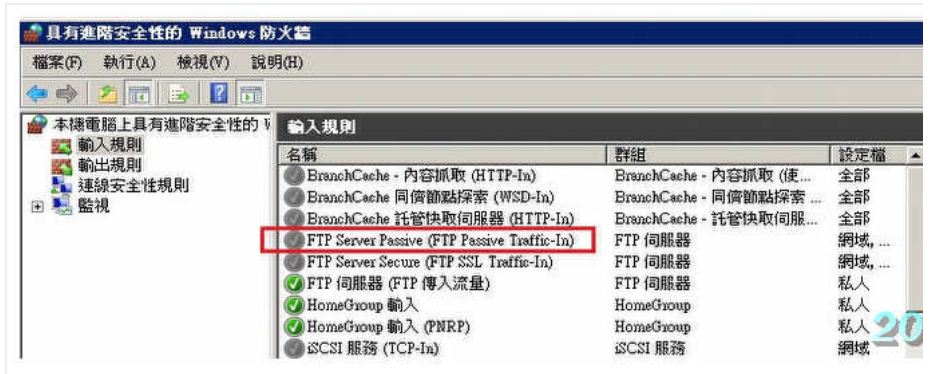 具有進階安全性的 Windows 防火牆
檔案(F) 執行(A) 檢視(V) 說明(H)
本機電腦上具有進階安全性的 W
輸入規則
輸出規則
連線安全性規則
監視
輸入規則
名稱 群組 設定檔
BranchCache - 內容抓取 (HTTP-In) BranchCache - 內容抓取 (使... 全部
BranchCache - 同儕節點探索 (WSD-In) BranchCache - 同儕節點探索 ... 全部
BranchCache 託管快取伺服器 (HTTP-In) BranchCache - 託管快取伺服... 全部
FTP Server Passive (FTP Passive Traffic-In) FTP 伺服器 網域, ...
FTP Server Secure (FTP SSL Traffic-In) FTP 伺服器 網域, ...
FTP 伺服器 (FTP 傳入流量) FTP 伺服器 私人
HomeGroup 輸入 HomeGroup 私人
HomeGroup 輸入 (PNRP) HomeGroup 私人
iSCSI 服務 (TCP-In) iSCSI 服務 網域
20